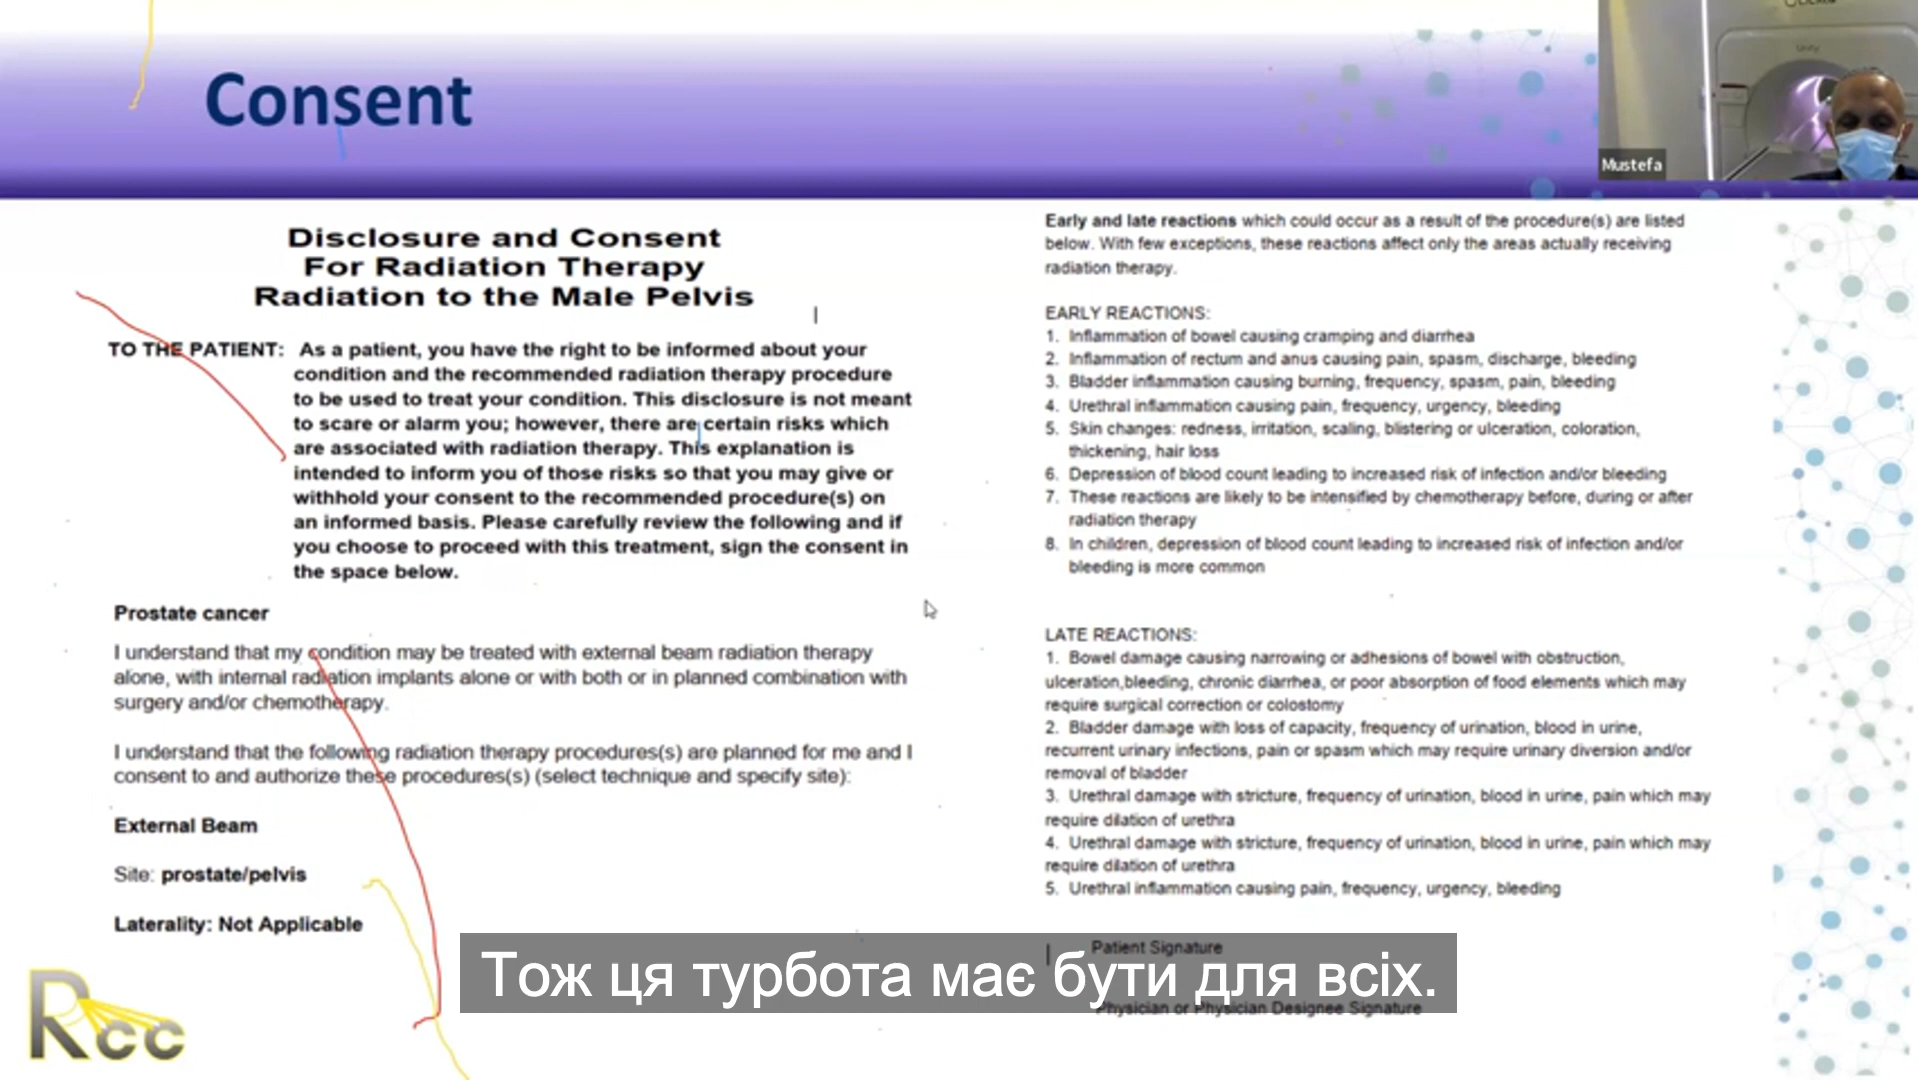 Consent
Unity
Mustefa
Disclosure and Consent
For Radiation Therapy
Radiation to the Male Pelvis
TO THE PATIENT: As a patient, you have the right to be informed about your
condition and the recommended radiation therapy procedure
to be used to treat your condition. This disclosure is not meant
to scare or alarm you; however, there are certain risks which
are associated with radiation therapy. This explanation is
intended to inform you of those risks so that you may give or
withhold your consent to the recommended procedure(s) on
an informed basis. Please carefully review the following and if
you choose to proceed with this treatment, sign the consent in
the space below.
Prostate cancer
I understand that my condition may be treated with external beam radiation therapy
alone, with internal radiation implants alone or with both or in planned combination with
surgery and/or chemotherapy.
I understand that the following radiation therapy procedures(s) are planned for me and I
consent to and authorize these procedures(s) (select technique and specify site):
External Beam
Site: prostate/pelvis
Laterality: Not Applicable
Early and late reactions which could occur as a result of the procedure(s) are listed
below. With few exceptions, these reactions affect only the areas actually receiving
radiation therapy.
EARLY REACTIONS:
1. Inflammation of bowel causing cramping and diarrhea
2. Inflammation of rectum and anus causing pain, spasm, discharge, bleeding
3. Bladder inflammation causing burning, frequency, spasm, pain, bleeding
4. Urethral inflammation causing pain, frequency, urgency, bleeding
5. Skin changes: redness, irritation, scaling, blistering or ulceration, coloration,
thickening, hair loss
6. Depression of blood count leading to increased risk of infection and/or bleeding
7. These reactions are likely to be intensified by chemotherapy before, during or after
radiation therapy
8. In children, depression of blood count leading to increased risk of infection and/or
bleeding is more common
LATE REACTIONS:
1. Bowel damage causing narrowing or adhesions of bowel with obstruction,
ulceration,bleeding, chronic diarrhea, or poor absorption of food elements which may
require surgical correction or colostomy
2. Bladder damage with loss of capacity, frequency of urination, blood in urine,
recurrent urinary infections, pain or spasm which may require urinary diversion and/or
removal of bladder
3. Urethral damage with stricture, frequency of urination, blood in urine, pain which may
require dilation of urethra
4. Urethral damage with stricture, frequency of urination, blood in urine, pain which may
require dilation of urethra
5. Urethral inflammation causing pain, frequency, urgency, bleeding
Patient Signature
Physician or Physician Designee Signature
Тож ця турбота має бути для всіх.
Rcc